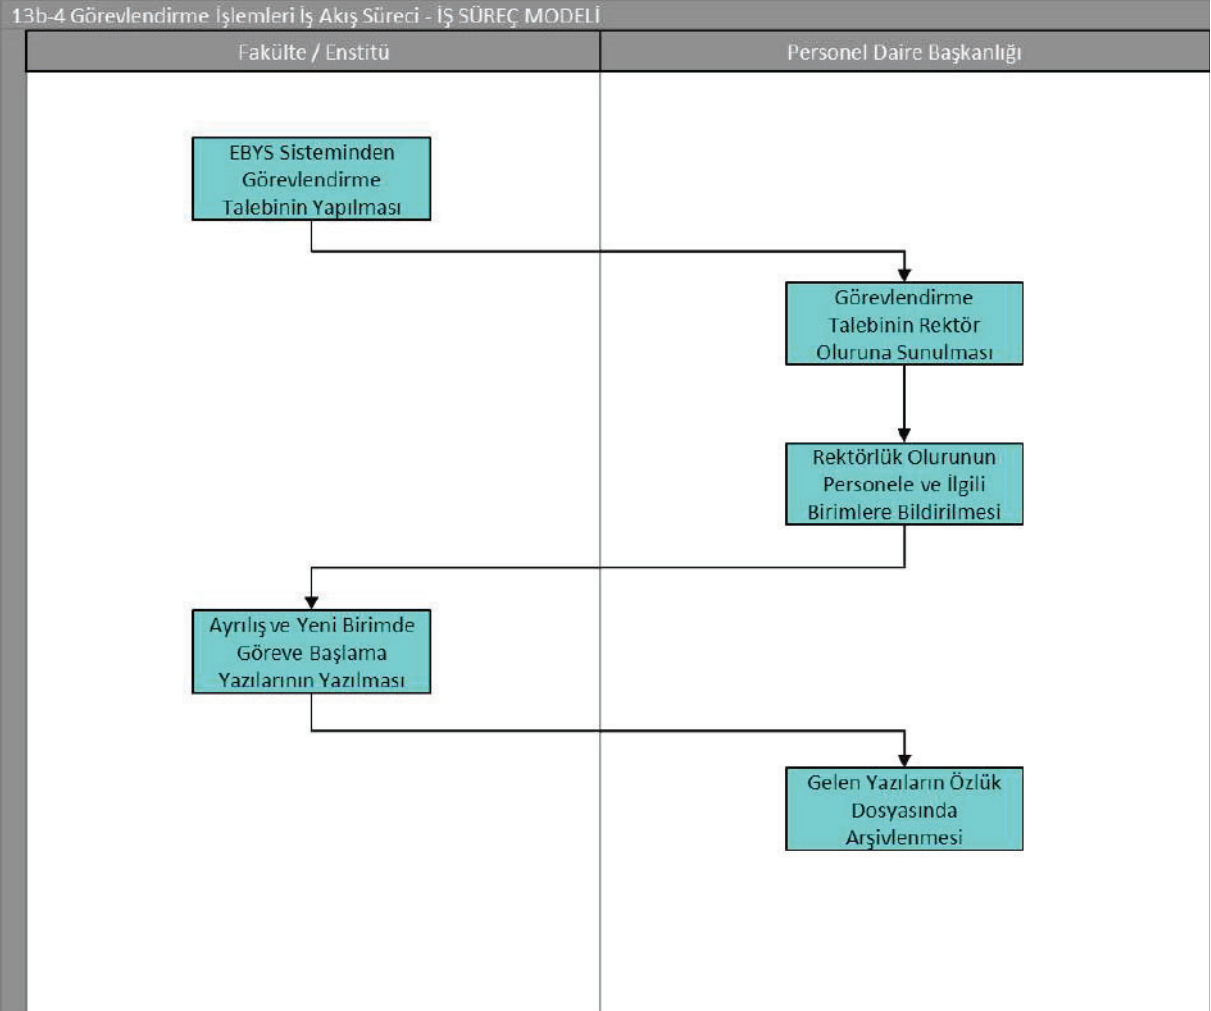 13b-4 Görevlendirme İşlemleri İş Akış Süreci - İŞ SÜREÇ MODELİ
Fakülte / Enstitü
Personel Daire Başkanlığı
EBYS Sisteminden
Görevlendirme
Talebinin Yapılması
Görevlendirme
Talebinin Rektör
Oluruna Sunulması
Rektörlük Olurunun
Personele ve İlgili
Birimlere Bildirilmesi
Ayrılış ve Yeni Birimde
Göreve Başlama
Yazılarının Yazılması
Gelen Yazıların Özlük
Dosyasında
Arşivlenmesi